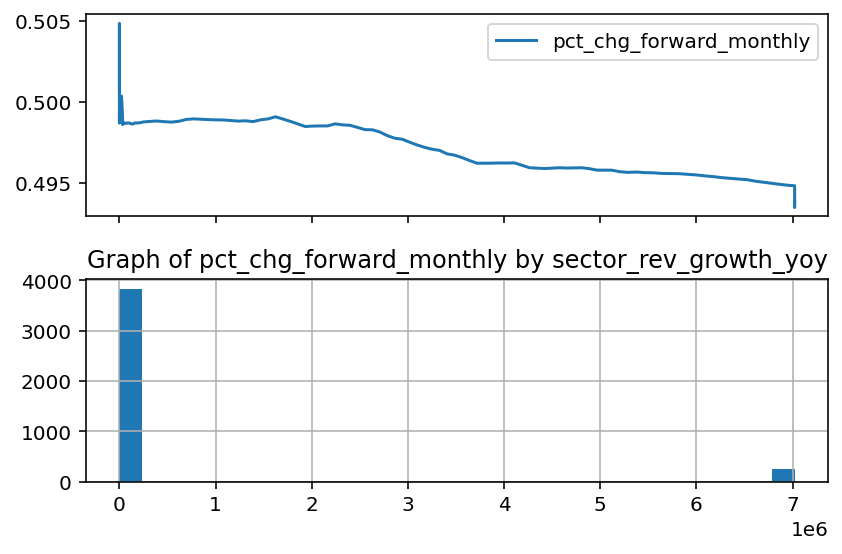 0.505
0.500
0.495
pct_chg_forward_monthly
Graph of pct_chg_forward_monthly by sector_rev_growth_yoy
4000
3000
2000
1000
0
0 1 2 3 4 5 6 7
1e6